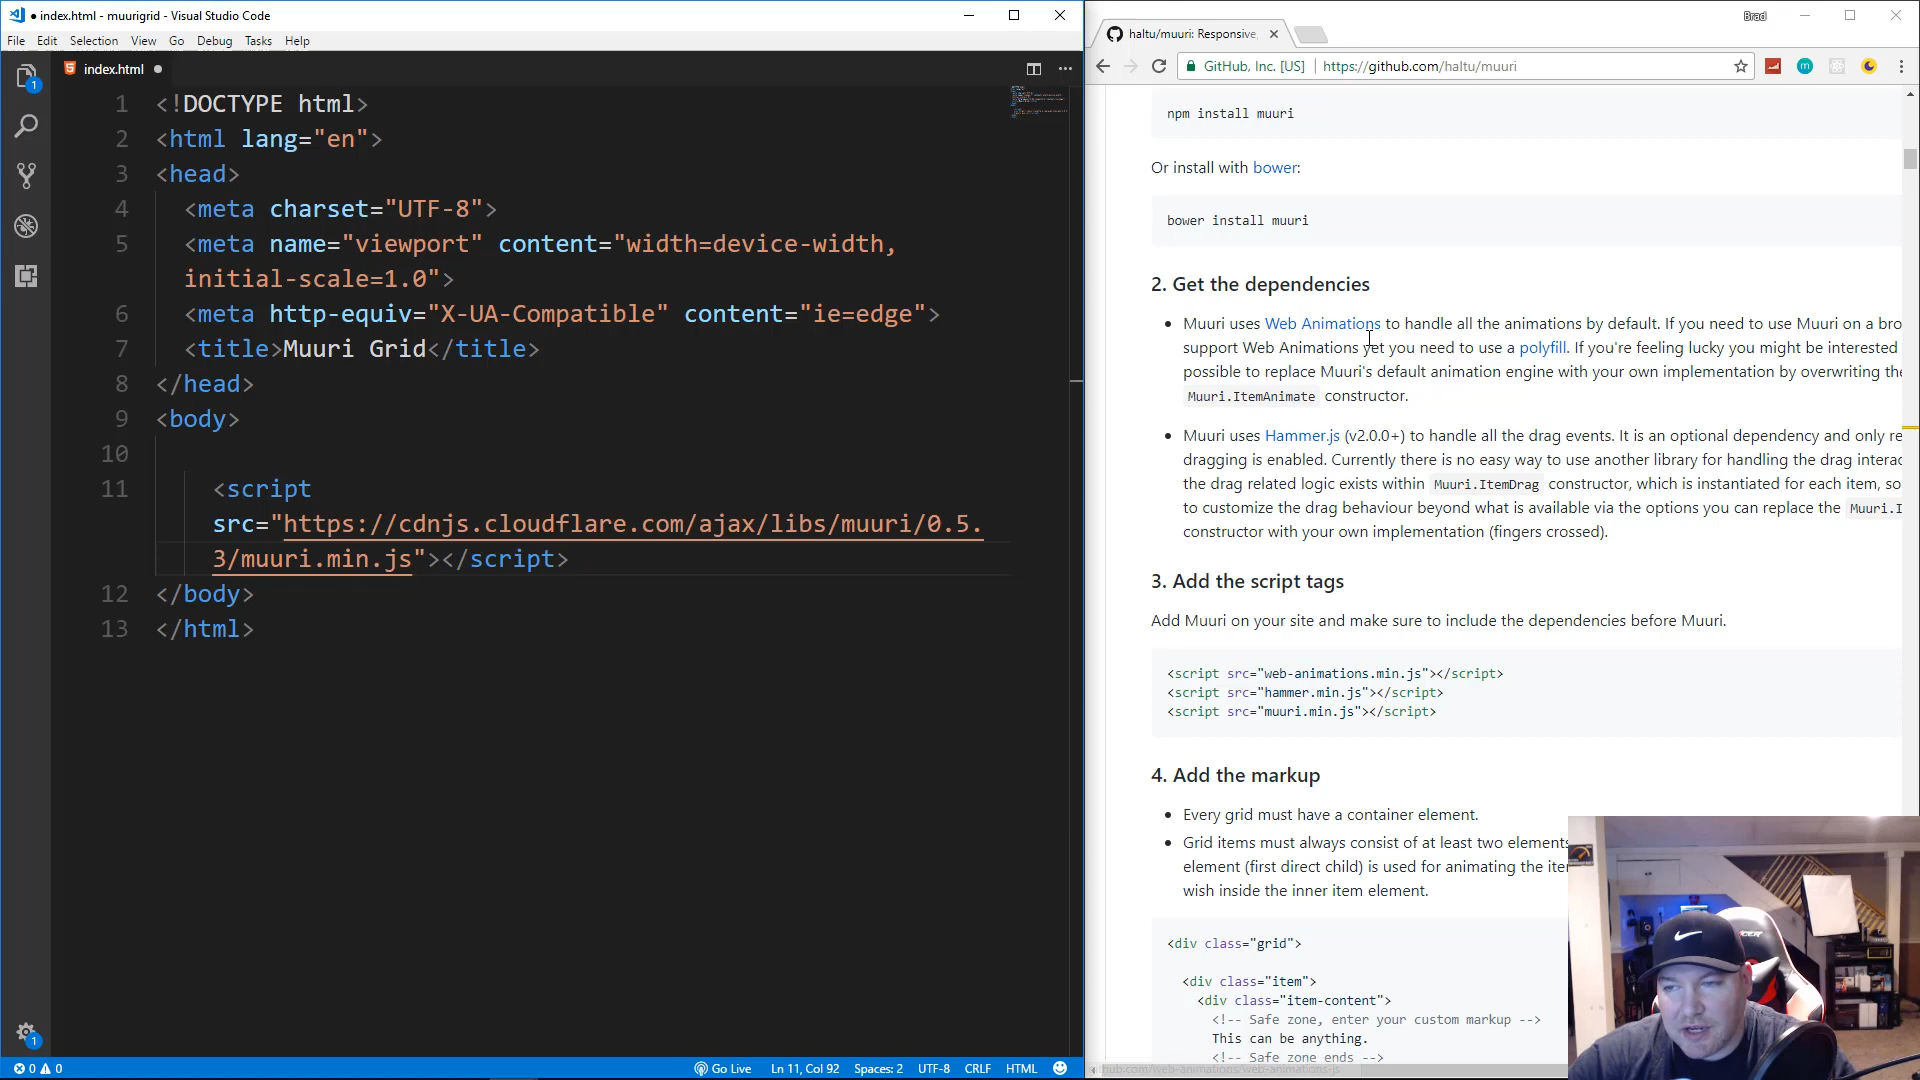 ● index.html - muurigrid - Visual Studio Code
File Edit Selection View Go Debug Tasks Help
index.html ●
1 <!DOCTYPE html>
2 <html lang="en">
3 <head>
4 <meta charset="UTF-8">
5 <meta name="viewport" content="width=device-width,
initial-scale=1.0">
6 <meta http-equiv="X-UA-Compatible" content="ie=edge">
7 <title>Muuri Grid</title>
8 </head>
9 <body>
10
11 <script
src="https://cdnjs.cloudflare.com/ajax/libs/muuri/0.5.
3/muuri.min.js"></script>
12 </body>
13 </html>
1
1
0 0
Go Live Ln 11, Col 92 Spaces: 2 UTF-8 CRLF HTML
Brad
haltu/muuri: Responsive,
GitHub, Inc. [US] https://github.com/haltu/muuri
npm install muuri
Or install with bower:
bower install muuri
2. Get the dependencies
• Muuri uses Web Animations to handle all the animations by default. If you need to use Muuri on a bro
support Web Animations yet you need to use a polyfill. If you're feeling lucky you might be interested
possible to replace Muuri's default animation engine with your own implementation by overwriting the
Muuri.ItemAnimate constructor.
• Muuri uses Hammer.js (v2.0.0+) to handle all the drag events. It is an optional dependency and only re
dragging is enabled. Currently there is no easy way to use another library for handling the drag interac
the drag related logic exists within Muuri.ItemDrag constructor, which is instantiated for each item, so
to customize the drag behaviour beyond what is available via the options you can replace the Muuri.I
constructor with your own implementation (fingers crossed).
3. Add the script tags
Add Muuri on your site and make sure to include the dependencies before Muuri.
<script src="web-animations.min.js"></script>
<script src="hammer.min.js"></script>
<script src="muuri.min.js"></script>
4. Add the markup
• Every grid must have a container element.
• Grid items must always consist of at least two elements
element (first direct child) is used for animating the ite
wish inside the inner item element.
<div class="grid">
<div class="item">
<div class="item-content">
<!-- Safe zone, enter your custom markup -->
This can be anything.
<!-- Safe zone ends -->